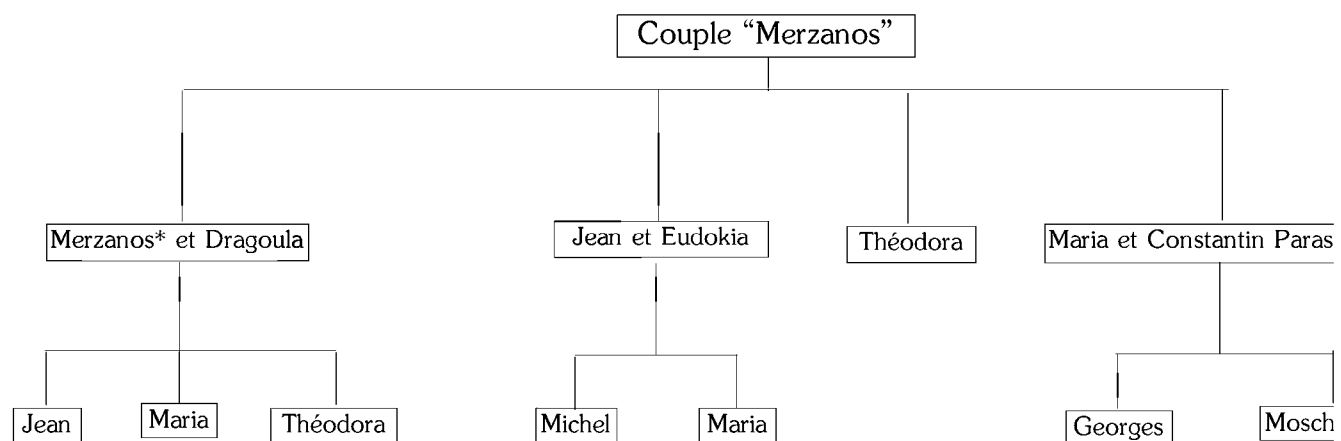 Couple “Merzanos”
Merzanos* et Dragoula
Jean et Eudokia
Théodora
Maria et Constantin Paras
Jean
Maria
Théodora
Michel
Maria
Georges
Mosch